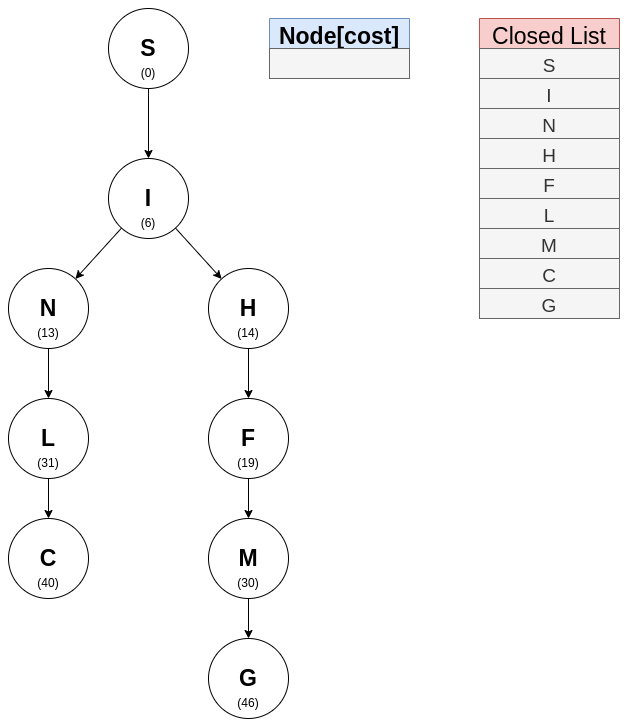 S
(0)
I
(6)
N
(13)
H
(14)
L
(31)
F
(19)
C
(40)
M
(30)
G
(46)
Node[cost]
Closed List
S
I
N
H
F
L
M
C
G